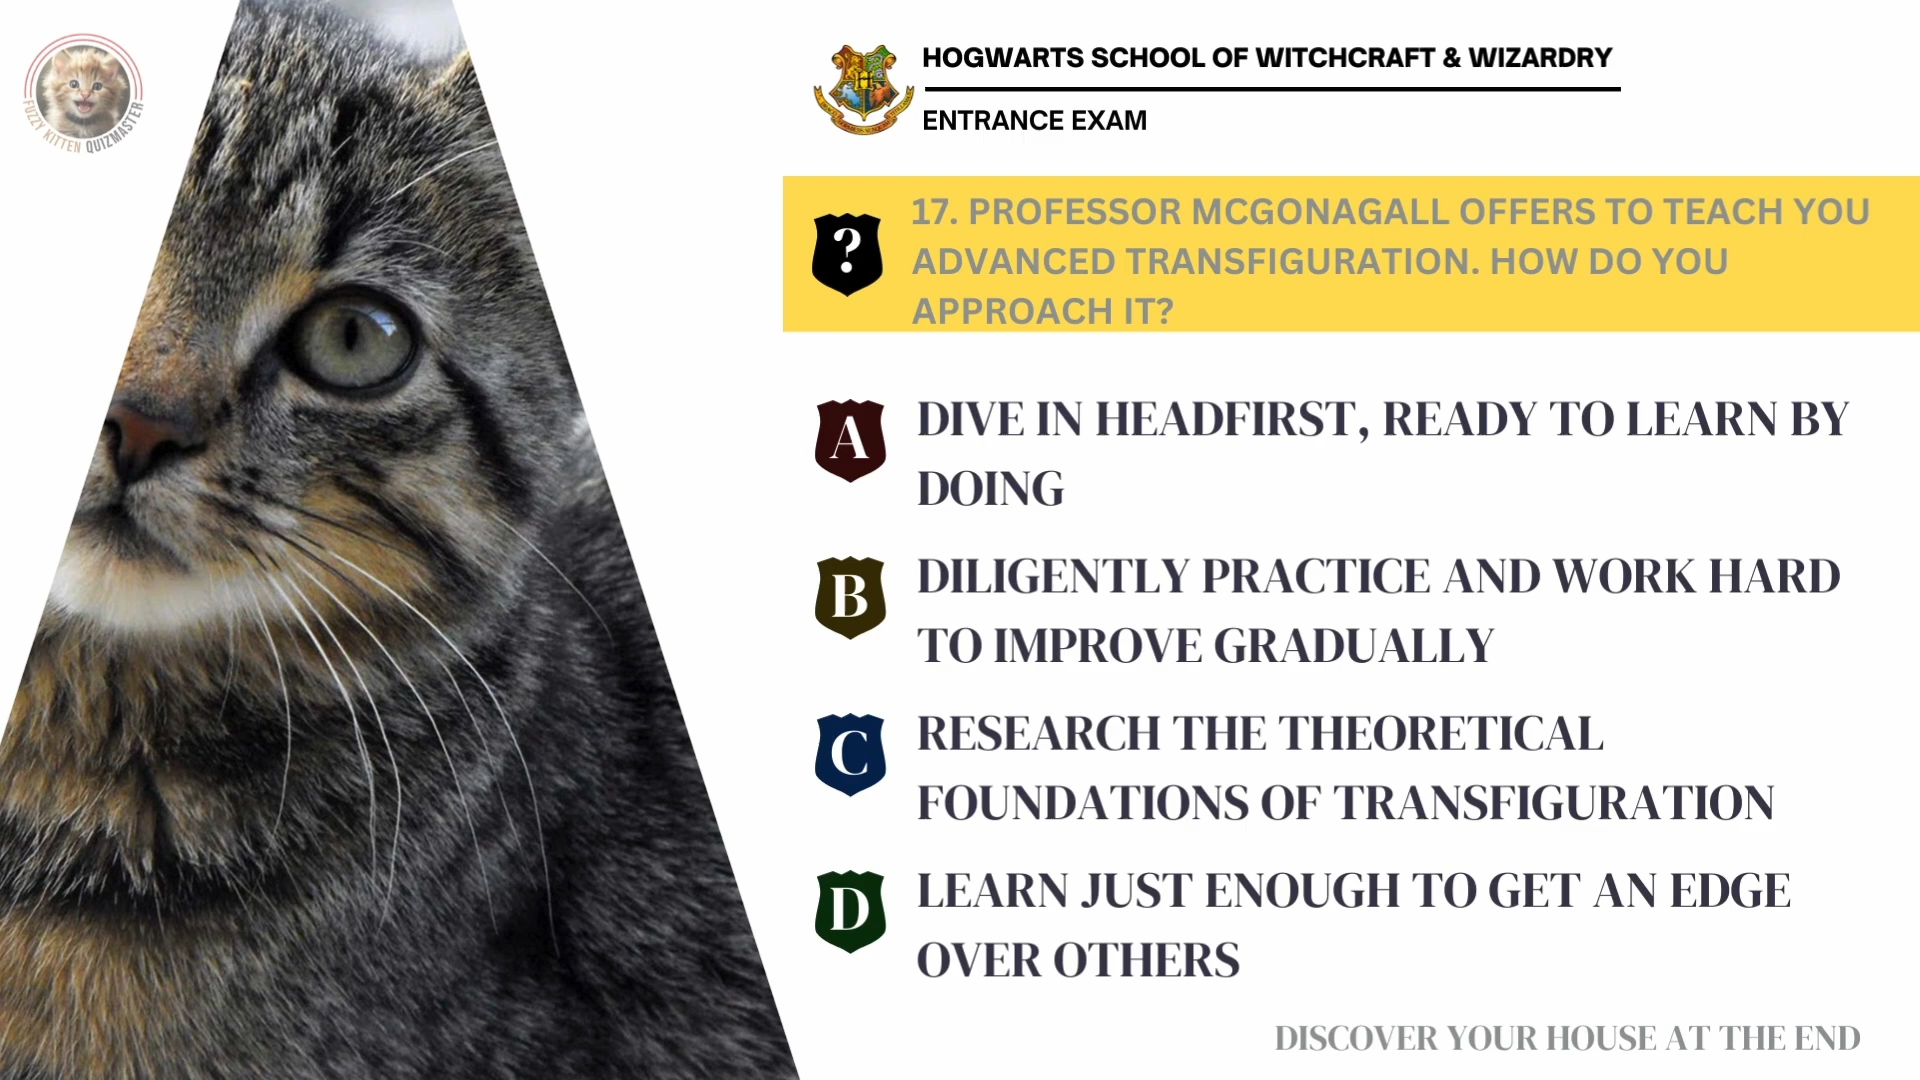 FUZZY KITTEN QUIZMASTER
HOGWARTS SCHOOL OF WITCHCRAFT & WIZARDRY
ENTRANCE EXAM
?
17. PROFESSOR MCGONAGALL OFFERS TO TEACH YOU
ADVANCED TRANSFIGURATION. HOW DO YOU
APPROACH IT?
A
DIVE IN HEADFIRST, READY TO LEARN BY
DOING
B
DILIGENTLY PRACTICE AND WORK HARD
TO IMPROVE GRADUALLY
C
RESEARCH THE THEORETICAL
FOUNDATIONS OF TRANSFIGURATION
D
LEARN JUST ENOUGH TO GET AN EDGE
OVER OTHERS
DISCOVER YOUR HOUSE AT THE END